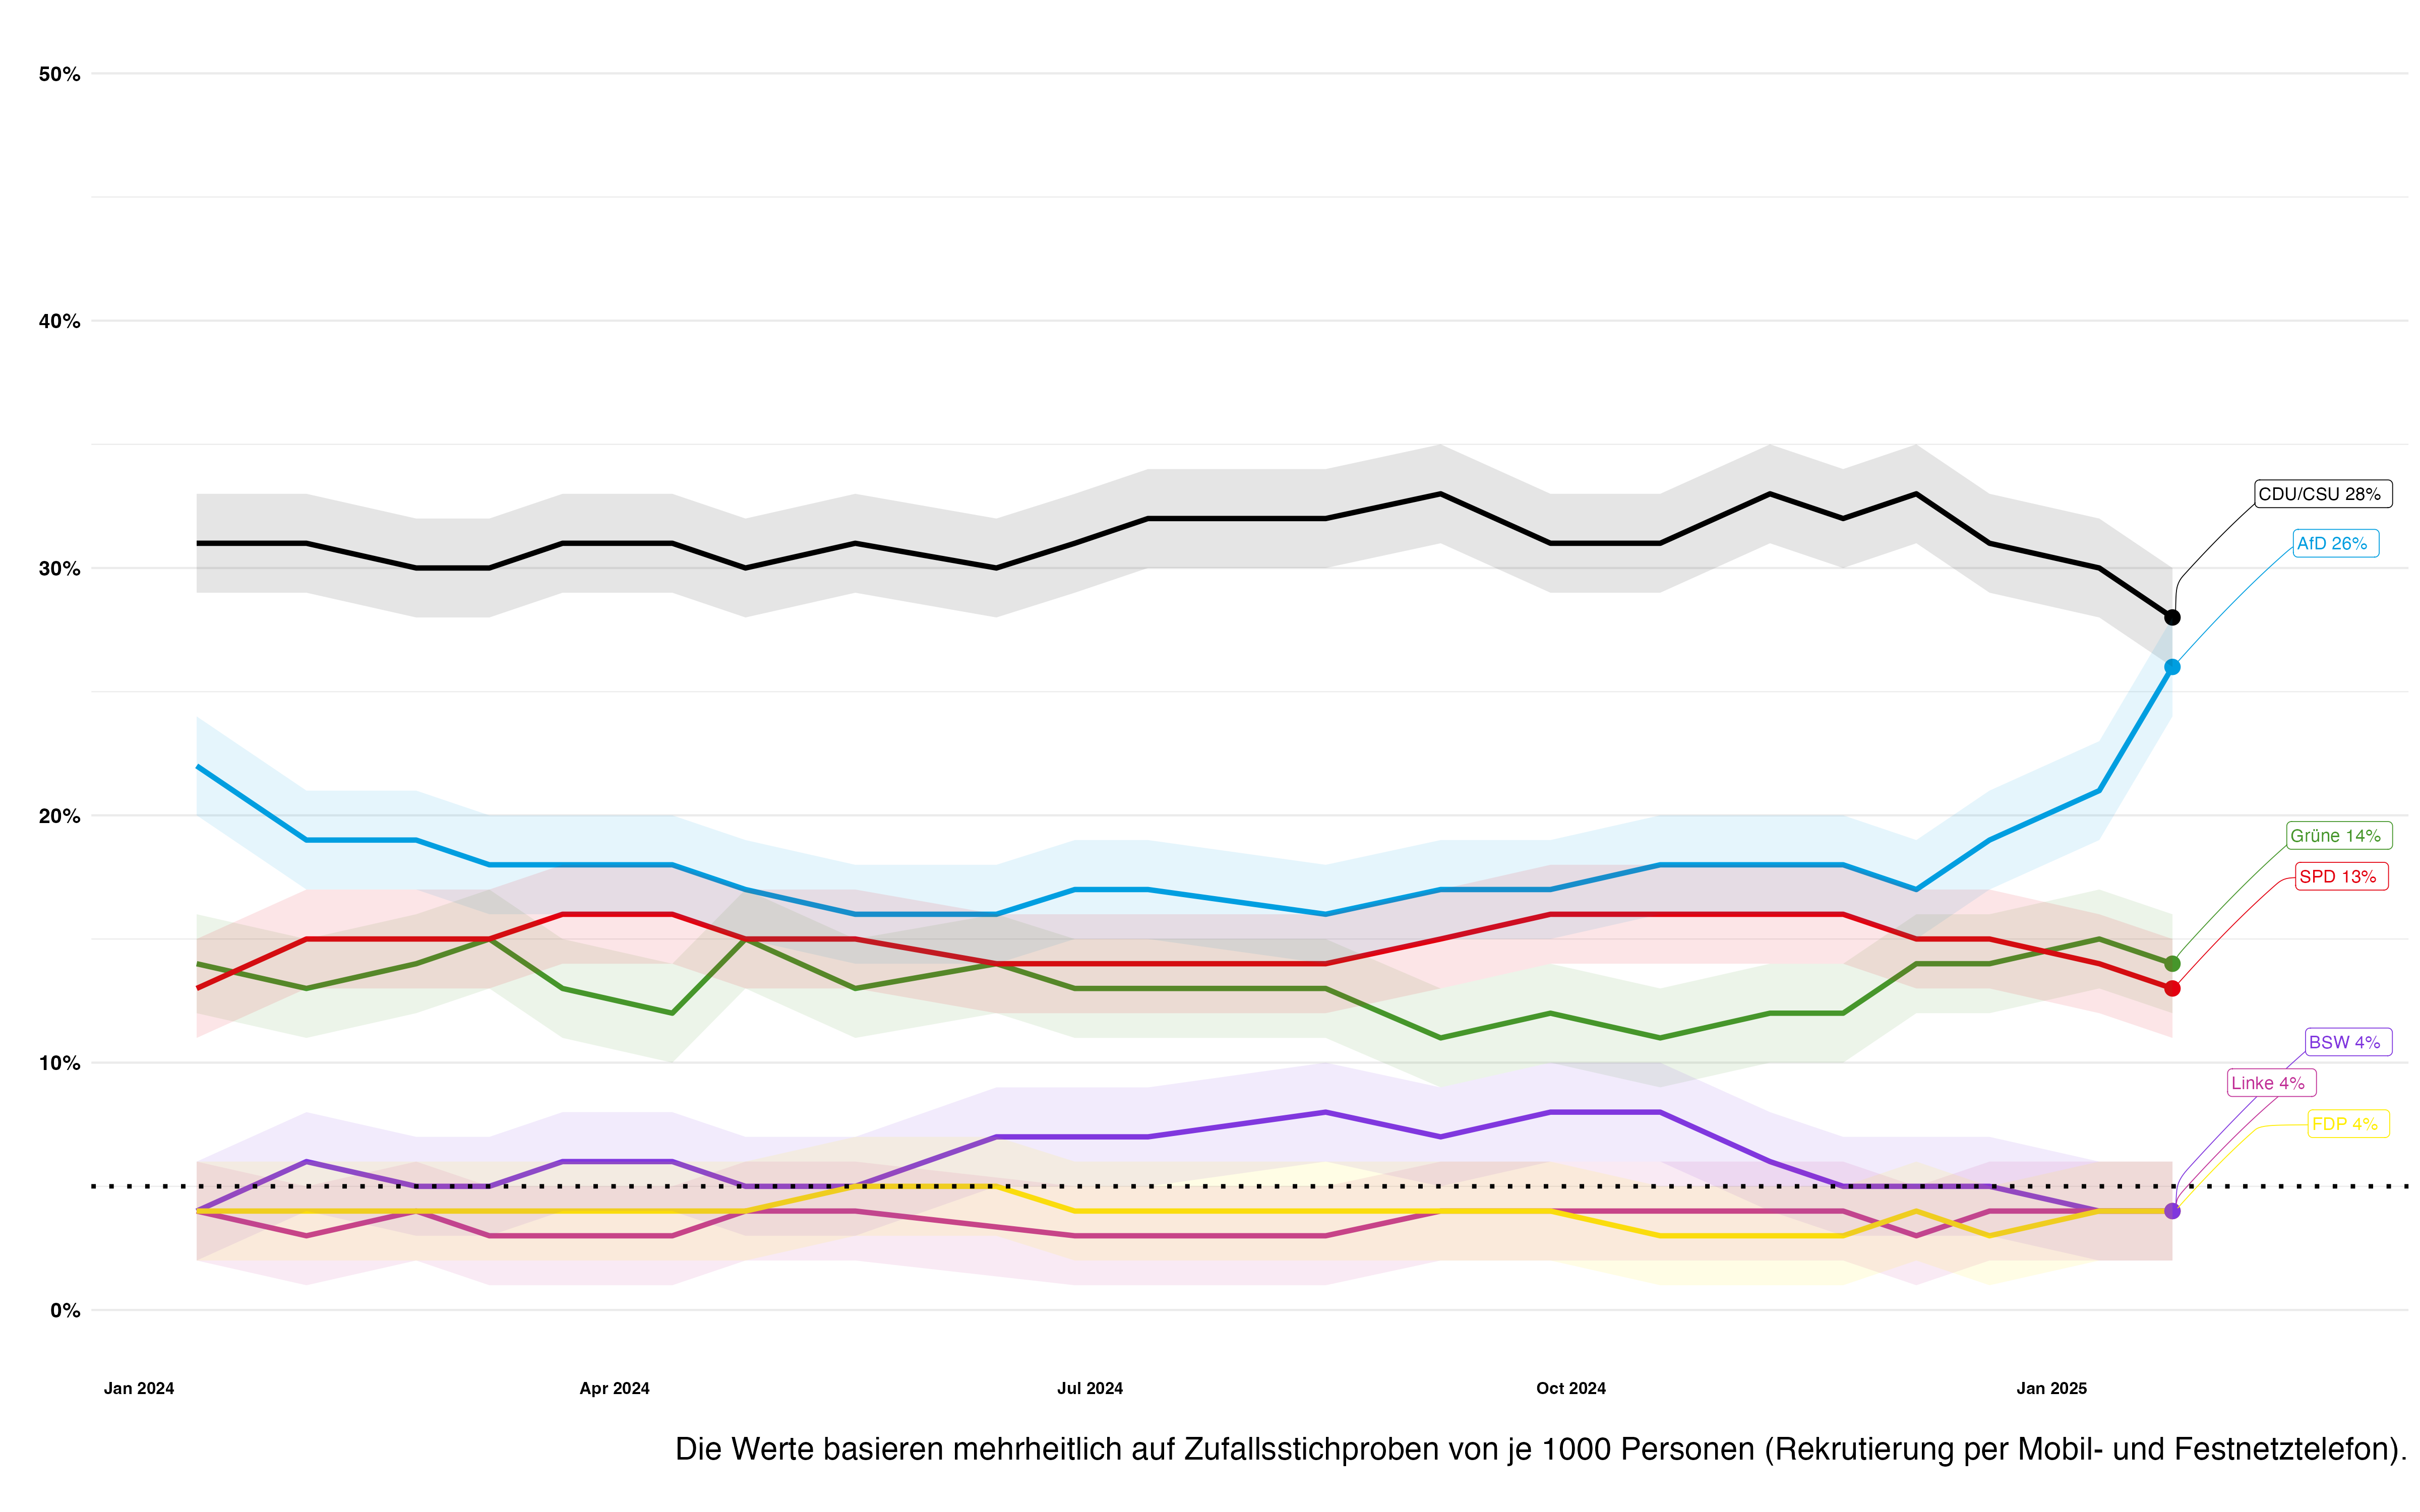 50%
40%
30%
20%
10%
0%
CDU/CSU 28%
AfD 26%
Grüne 14%
SPD 13%
BSW 4%
Linke 4%
FDP 4%
Jan 2024
Apr 2024
Jul 2024
Oct 2024
Jan 2025
Die Werte basieren mehrheitlich auf Zufallsstichproben von je 1000 Personen (Rekrutierung per Mobil- und Festnetztelefon).